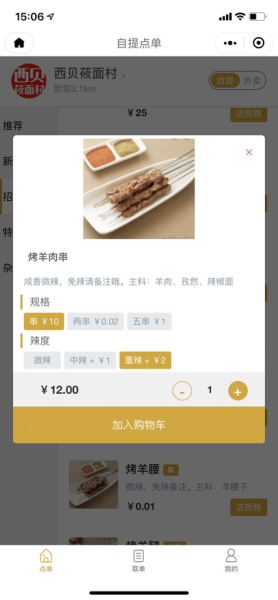 15:06
自提点单
西贝莜面村
西贝莜面村 >
距您3.1km
自提 外卖
¥25
选规格
推荐
新
招
特
杂
×
烤羊肉串
咸香微辣，免辣请备注哦。主料：羊肉、孜然、辣椒面
规格
串 ¥10 两串 ¥0.02 五串 ¥1
辣度
微辣 中辣 + ¥1 重辣 + ¥2
¥12.00 - 1 +
加入购物车
烤羊腰 串
微辣，免辣备注。主料：羊腰子
¥0.01 选规格
点单 取单 我的